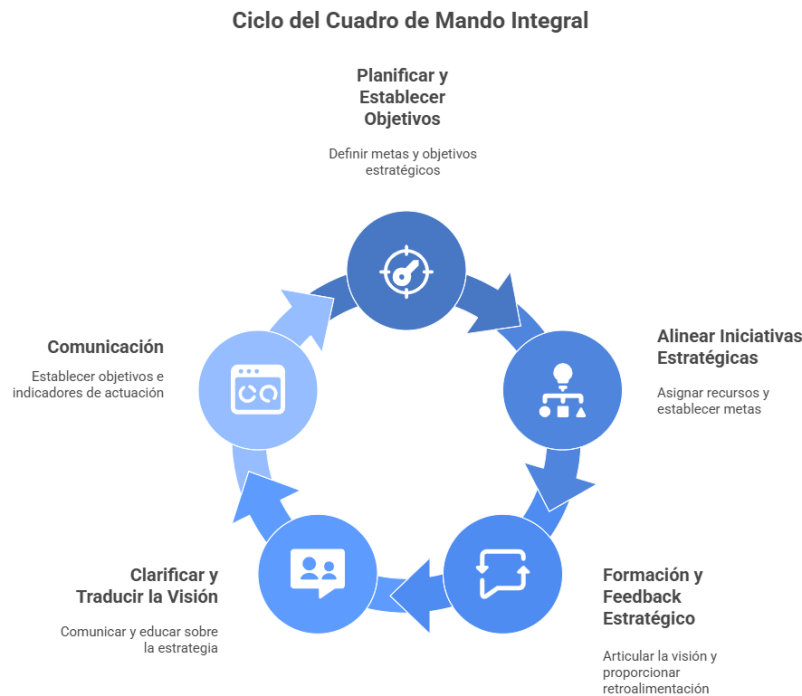 Ciclo del Cuadro de Mando Integral
Planificar y
Establecer
Objetivos
Definir metas y objetivos
estratégicos
Alinear Iniciativas
Estratégicas
Asignar recursos y
establecer metas
Formación y
Feedback
Estratégico
Articular la visión y
proporcionar
retroalimentación
Clarificar y
Traducir la Visión
Comunicar y educar sobre
la estrategia
Comunicación
Establecer objetivos e
indicadores de actuación